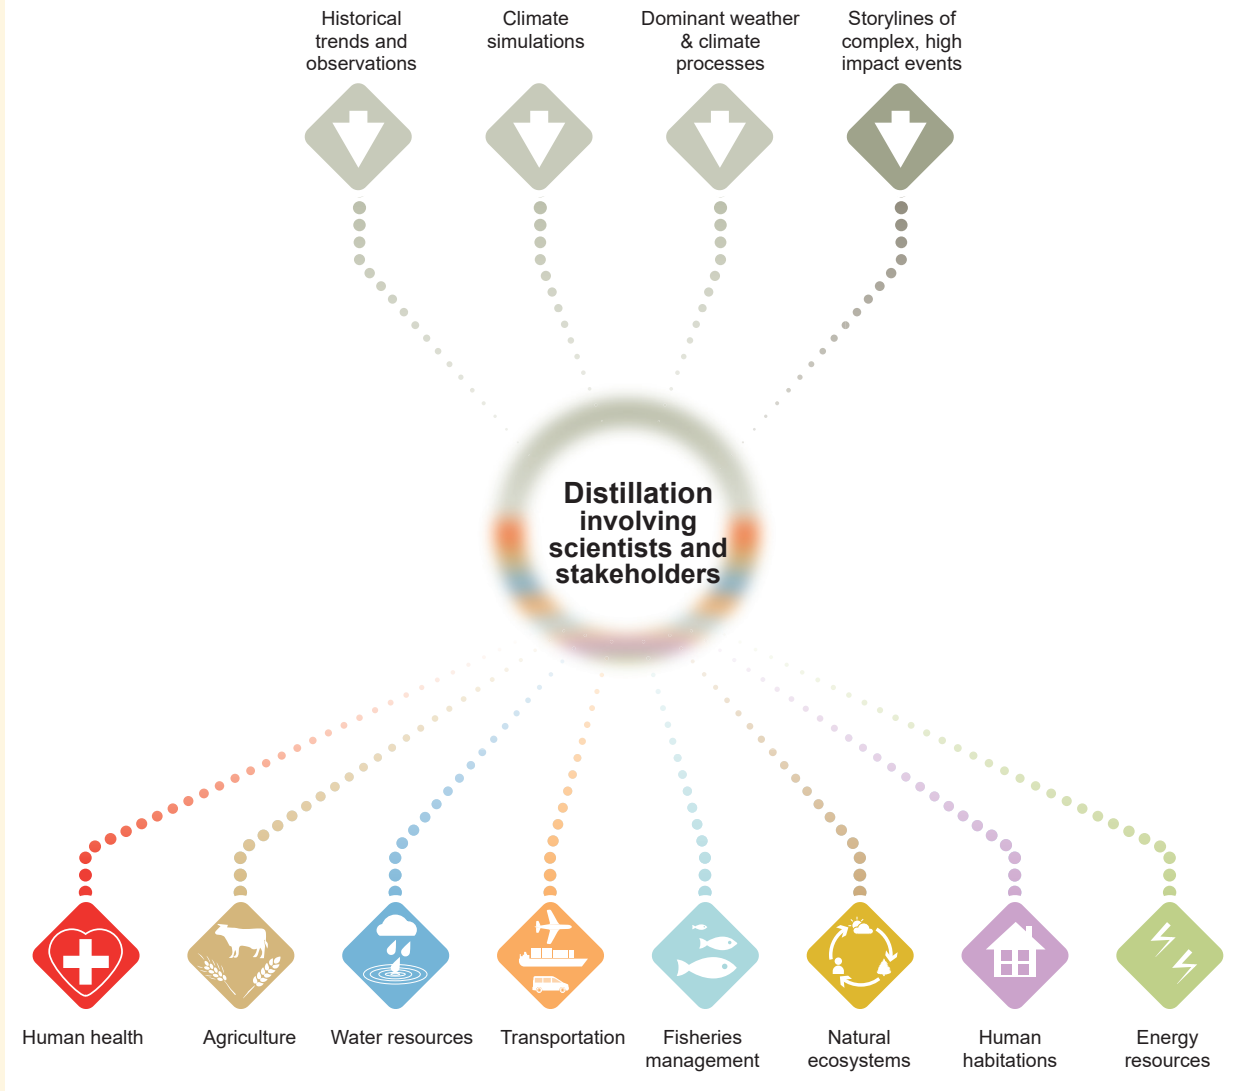 Historical
trends and
observations
Climate
simulations
Dominant weather
& climate
processes
Storylines of
complex, high
impact events
Distillation
involving
scientists and
stakeholders
Human health
Agriculture
Water resources
Transportation
Fisheries
management
Natural
ecosystems
Human
habitations
Energy
resources